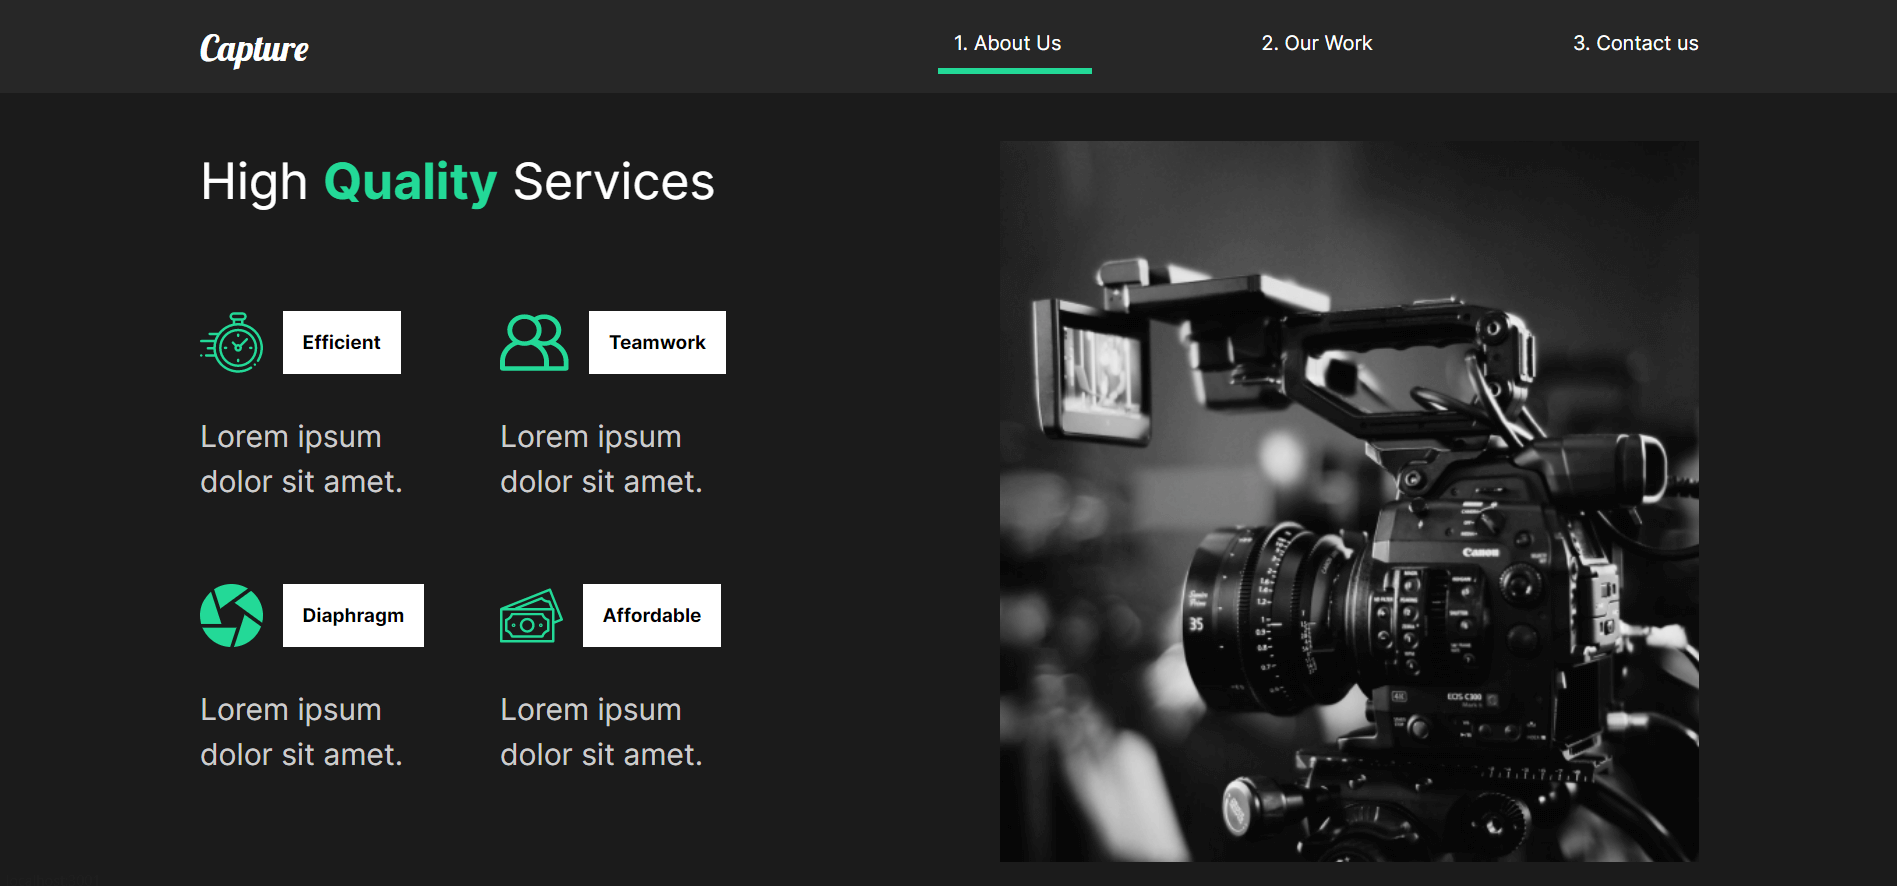 Capture
1. About Us
2. Our Work
3. Contact us
High Quality Services
Efficient
Teamwork
Lorem ipsum
dolor sit amet.
Lorem ipsum
dolor sit amet.
Diaphragm
Affordable
Lorem ipsum
dolor sit amet.
Lorem ipsum
dolor sit amet.
Canon
35
EOS C300